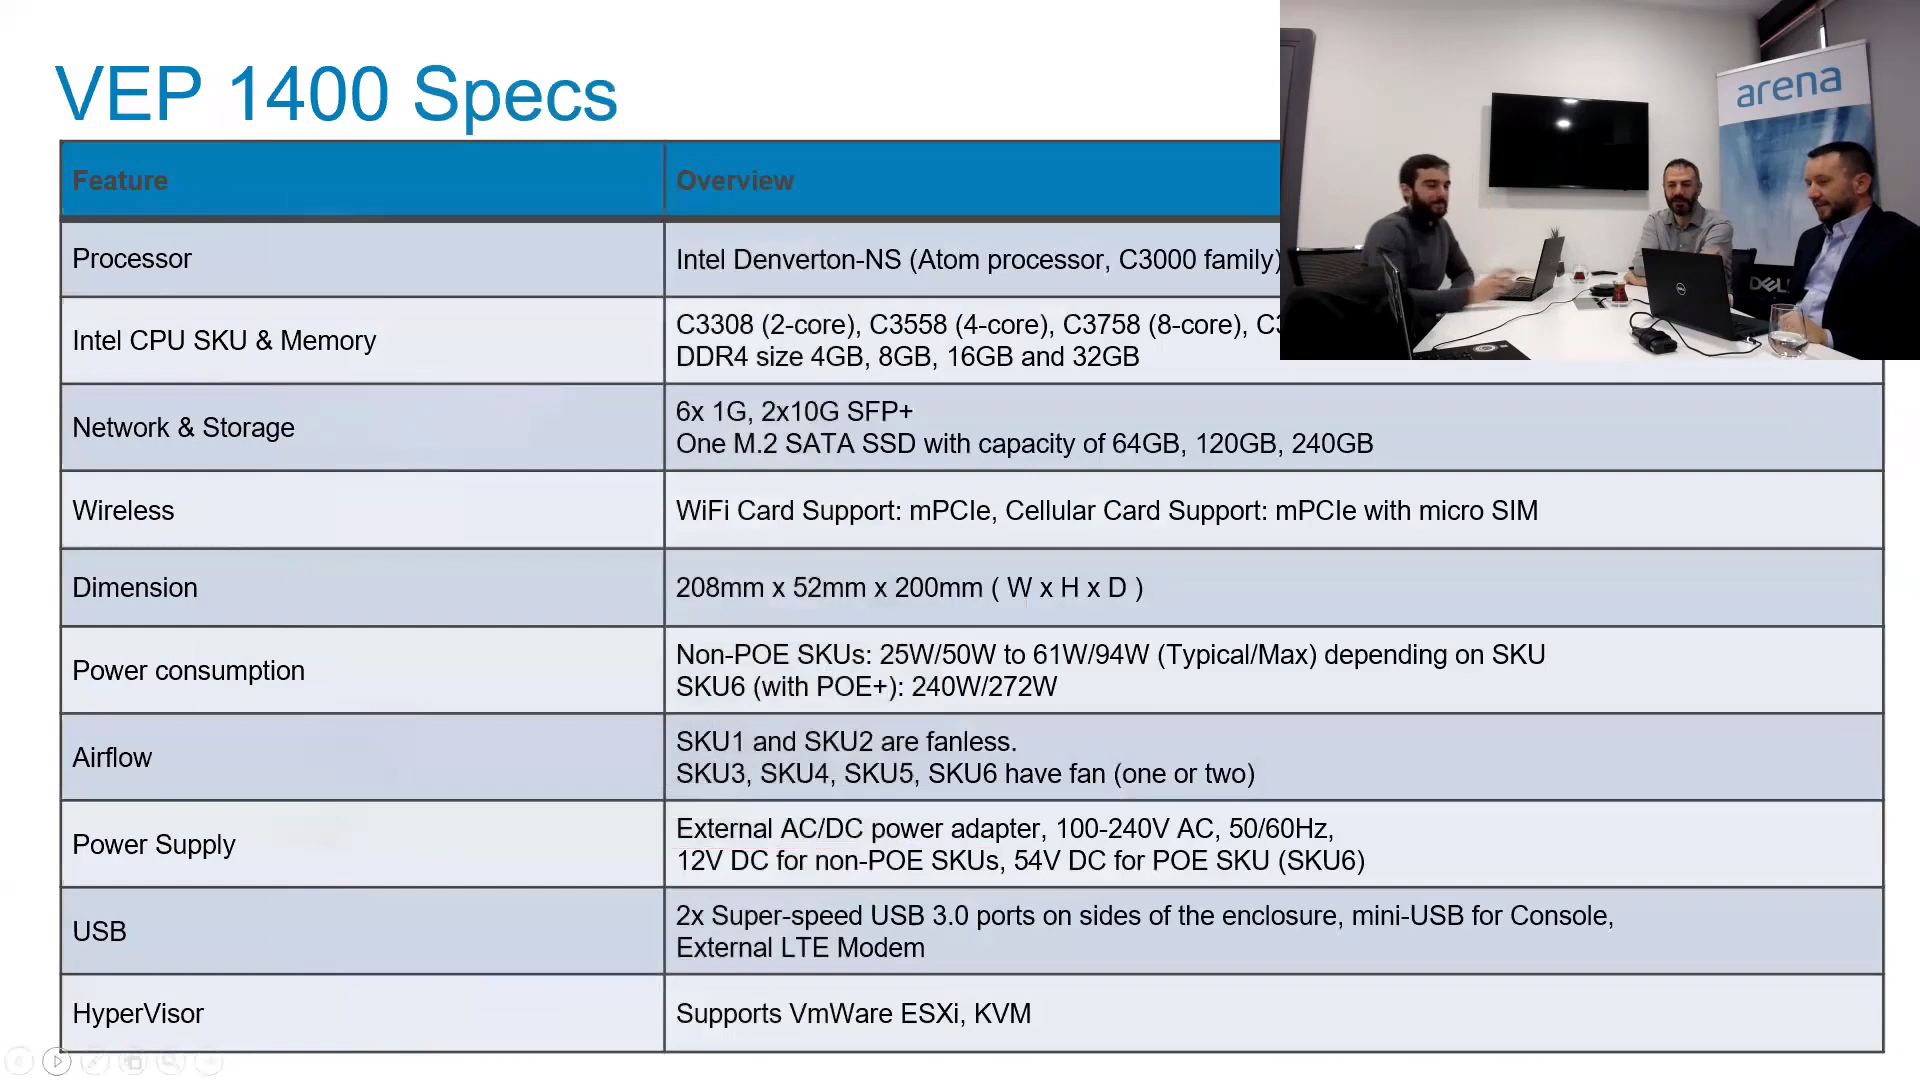 VEP 1400 Specs
Feature
Overview
Processor
Intel Denverton-NS (Atom processor, C3000 family)
Intel CPU SKU & Memory
C3308 (2-core), C3558 (4-core), C3758 (8-core),
DDR4 size 4GB, 8GB, 16GB and 32GB
Network & Storage
6x 1G, 2x10G SFP+
One M.2 SATA SSD with capacity of 64GB, 120GB, 240GB
Wireless
WiFi Card Support: mPCIe, Cellular Card Support: mPCIe with micro SIM
Dimension
208mm x 52mm x 200mm ( W x H x D )
Power consumption
Non-POE SKUs: 25W/50W to 61W/94W (Typical/Max) depending on SKU
SKU6 (with POE+): 240W/272W
Airflow
SKU1 and SKU2 are fanless.
SKU3, SKU4, SKU5, SKU6 have fan (one or two)
Power Supply
External AC/DC power adapter, 100-240V AC, 50/60Hz,
12V DC for non-POE SKUs, 54V DC for POE SKU (SKU6)
USB
2x Super-speed USB 3.0 ports on sides of the enclosure, mini-USB for Console,
External LTE Modem
HyperVisor
Supports VmWare ESXi, KVM
arena
DELL